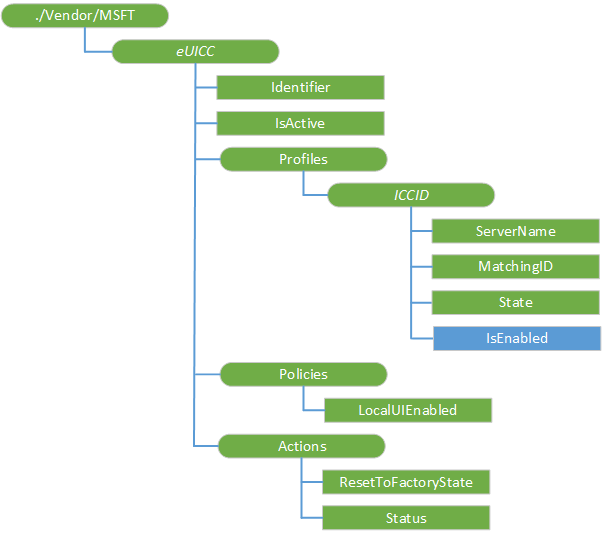 ./Vendor/MSFT
eUICC
Identifier
IsActive
Profiles
ICCID
ServerName
MatchingID
State
IsEnabled
Policies
LocalUIEnabled
Actions
ResetToFactoryState
Status